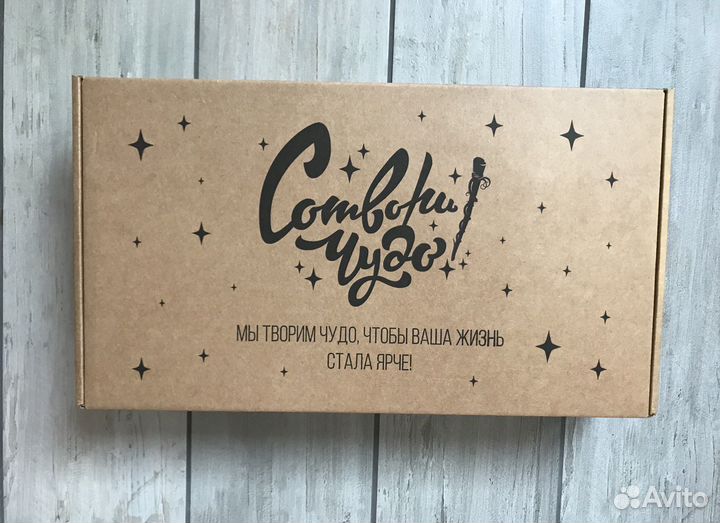 Сотвори
Чудо!
МЫ ТВОРИМ ЧУДО, ЧТОБЫ ВАША ЖИЗНЬ
СТАЛА ЯРЧЕ!
Avito